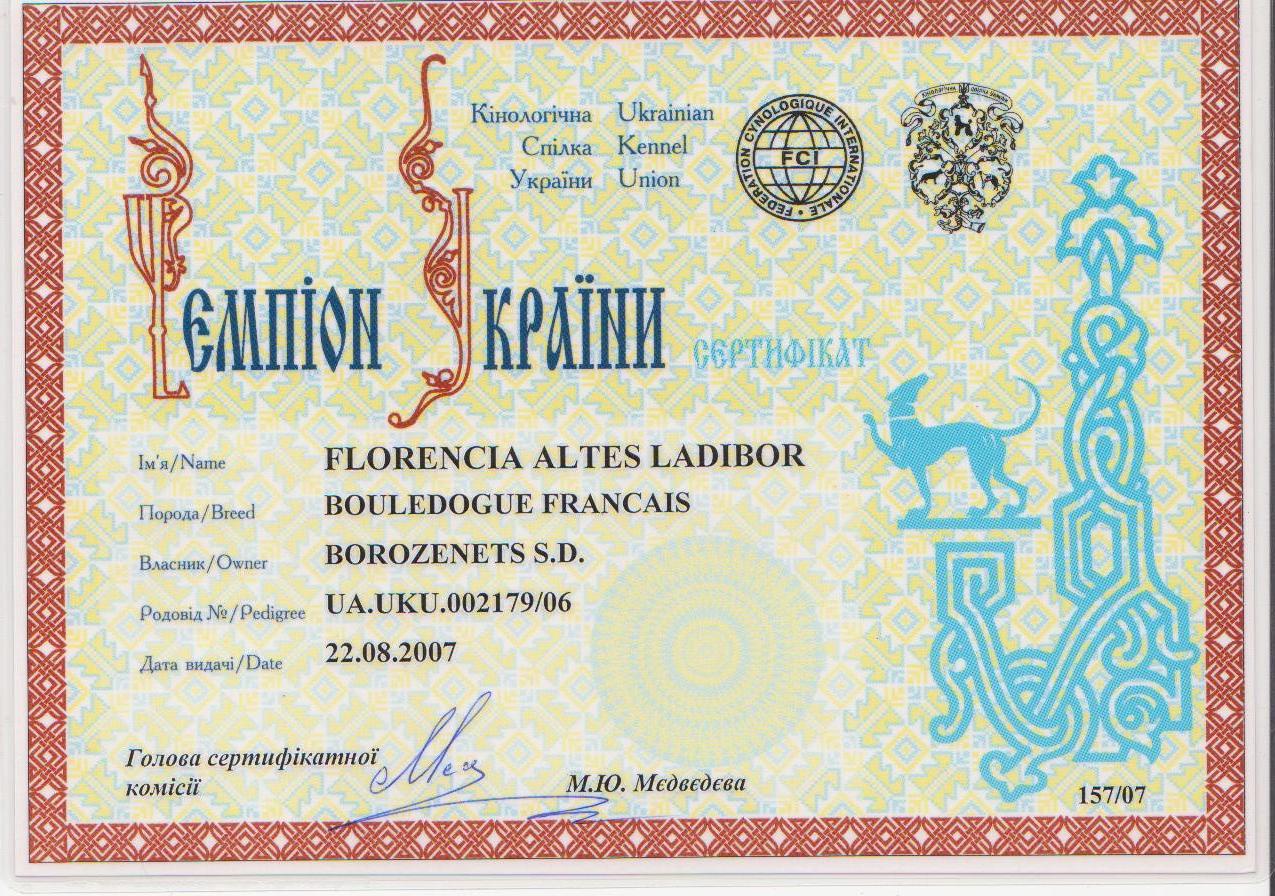 Кінологічна Ukrainian
Спілка Kennel
України Union
FEDERATION CYNOLOGIQUE INTERNATIONALE
FCI
Чемпіон України
СЕРТИФІКАТ
Ім'я/Name FLORENCIA ALTES LADIBOR
Порода/Breed BOULEDOGUE FRANCAIS
Власник/Owner BOROZENETS S.D.
Родовід №/Pedigree UA.UKU.002179/06
Дата видачі/Date 22.08.2007
Голова сертифікатної
комісії
М.Ю. Мєдвєдєва
157/07